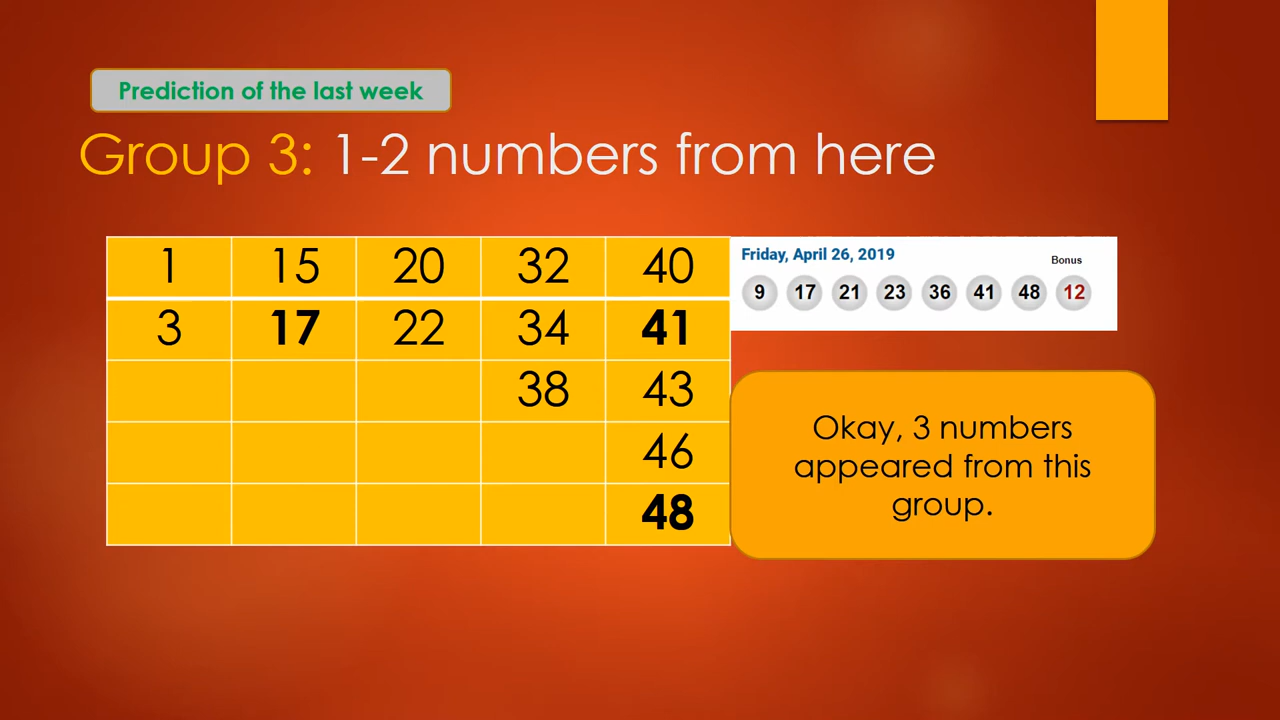 Prediction of the last week
Group 3: 1-2 numbers from here
1 15 20 32 40
3 17 22 34 41
38 43
46
48
Friday, April 26, 2019
Bonus
9 17 21 23 36 41 48 12
Okay, 3 numbers
appeared from this
group.